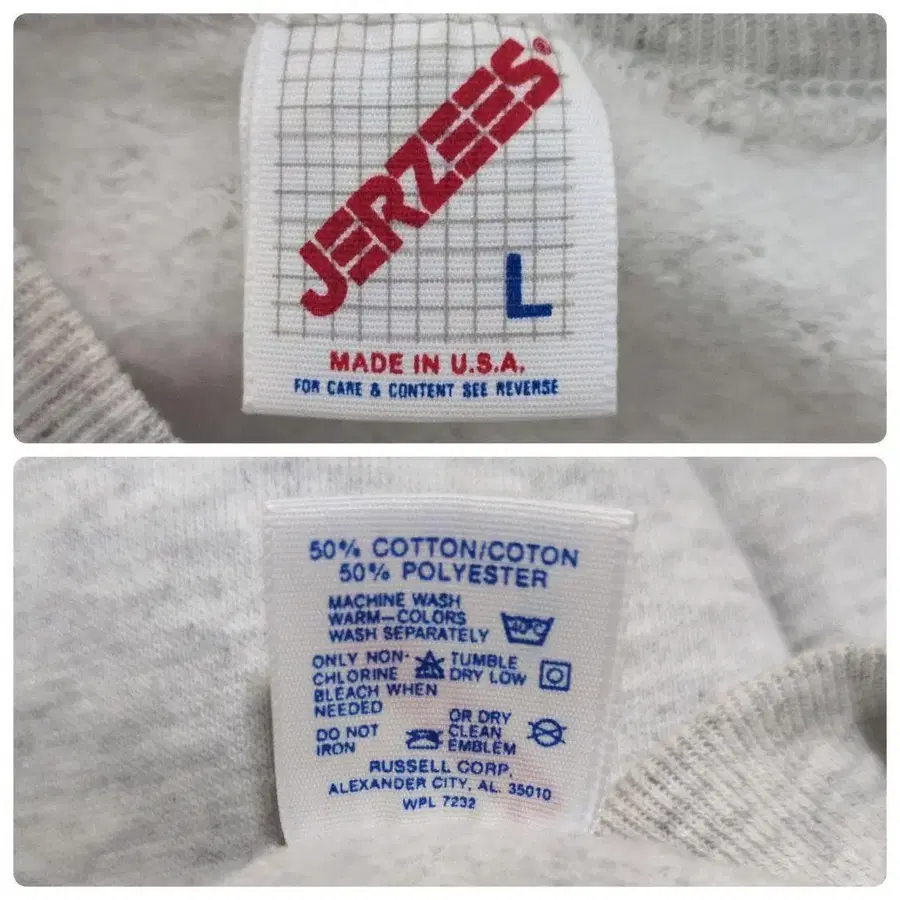 JERZEES®
L
MADE IN U.S.A.
FOR CARE & CONTENT SEE REVERSE
50% COTTON/COTON
50% POLYESTER
MACHINE WASH
WARM—COLORS
WASH SEPARATELY
40°C
ONLY NON-
CHLORINE
BLEACH WHEN
NEEDED
TUMBLE
DRY LOW
DO NOT
IRON
OR DRY
CLEAN
EMBLEM
RUSSELL CORP.
ALEXANDER CITY, AL. 35010
WPL 7232